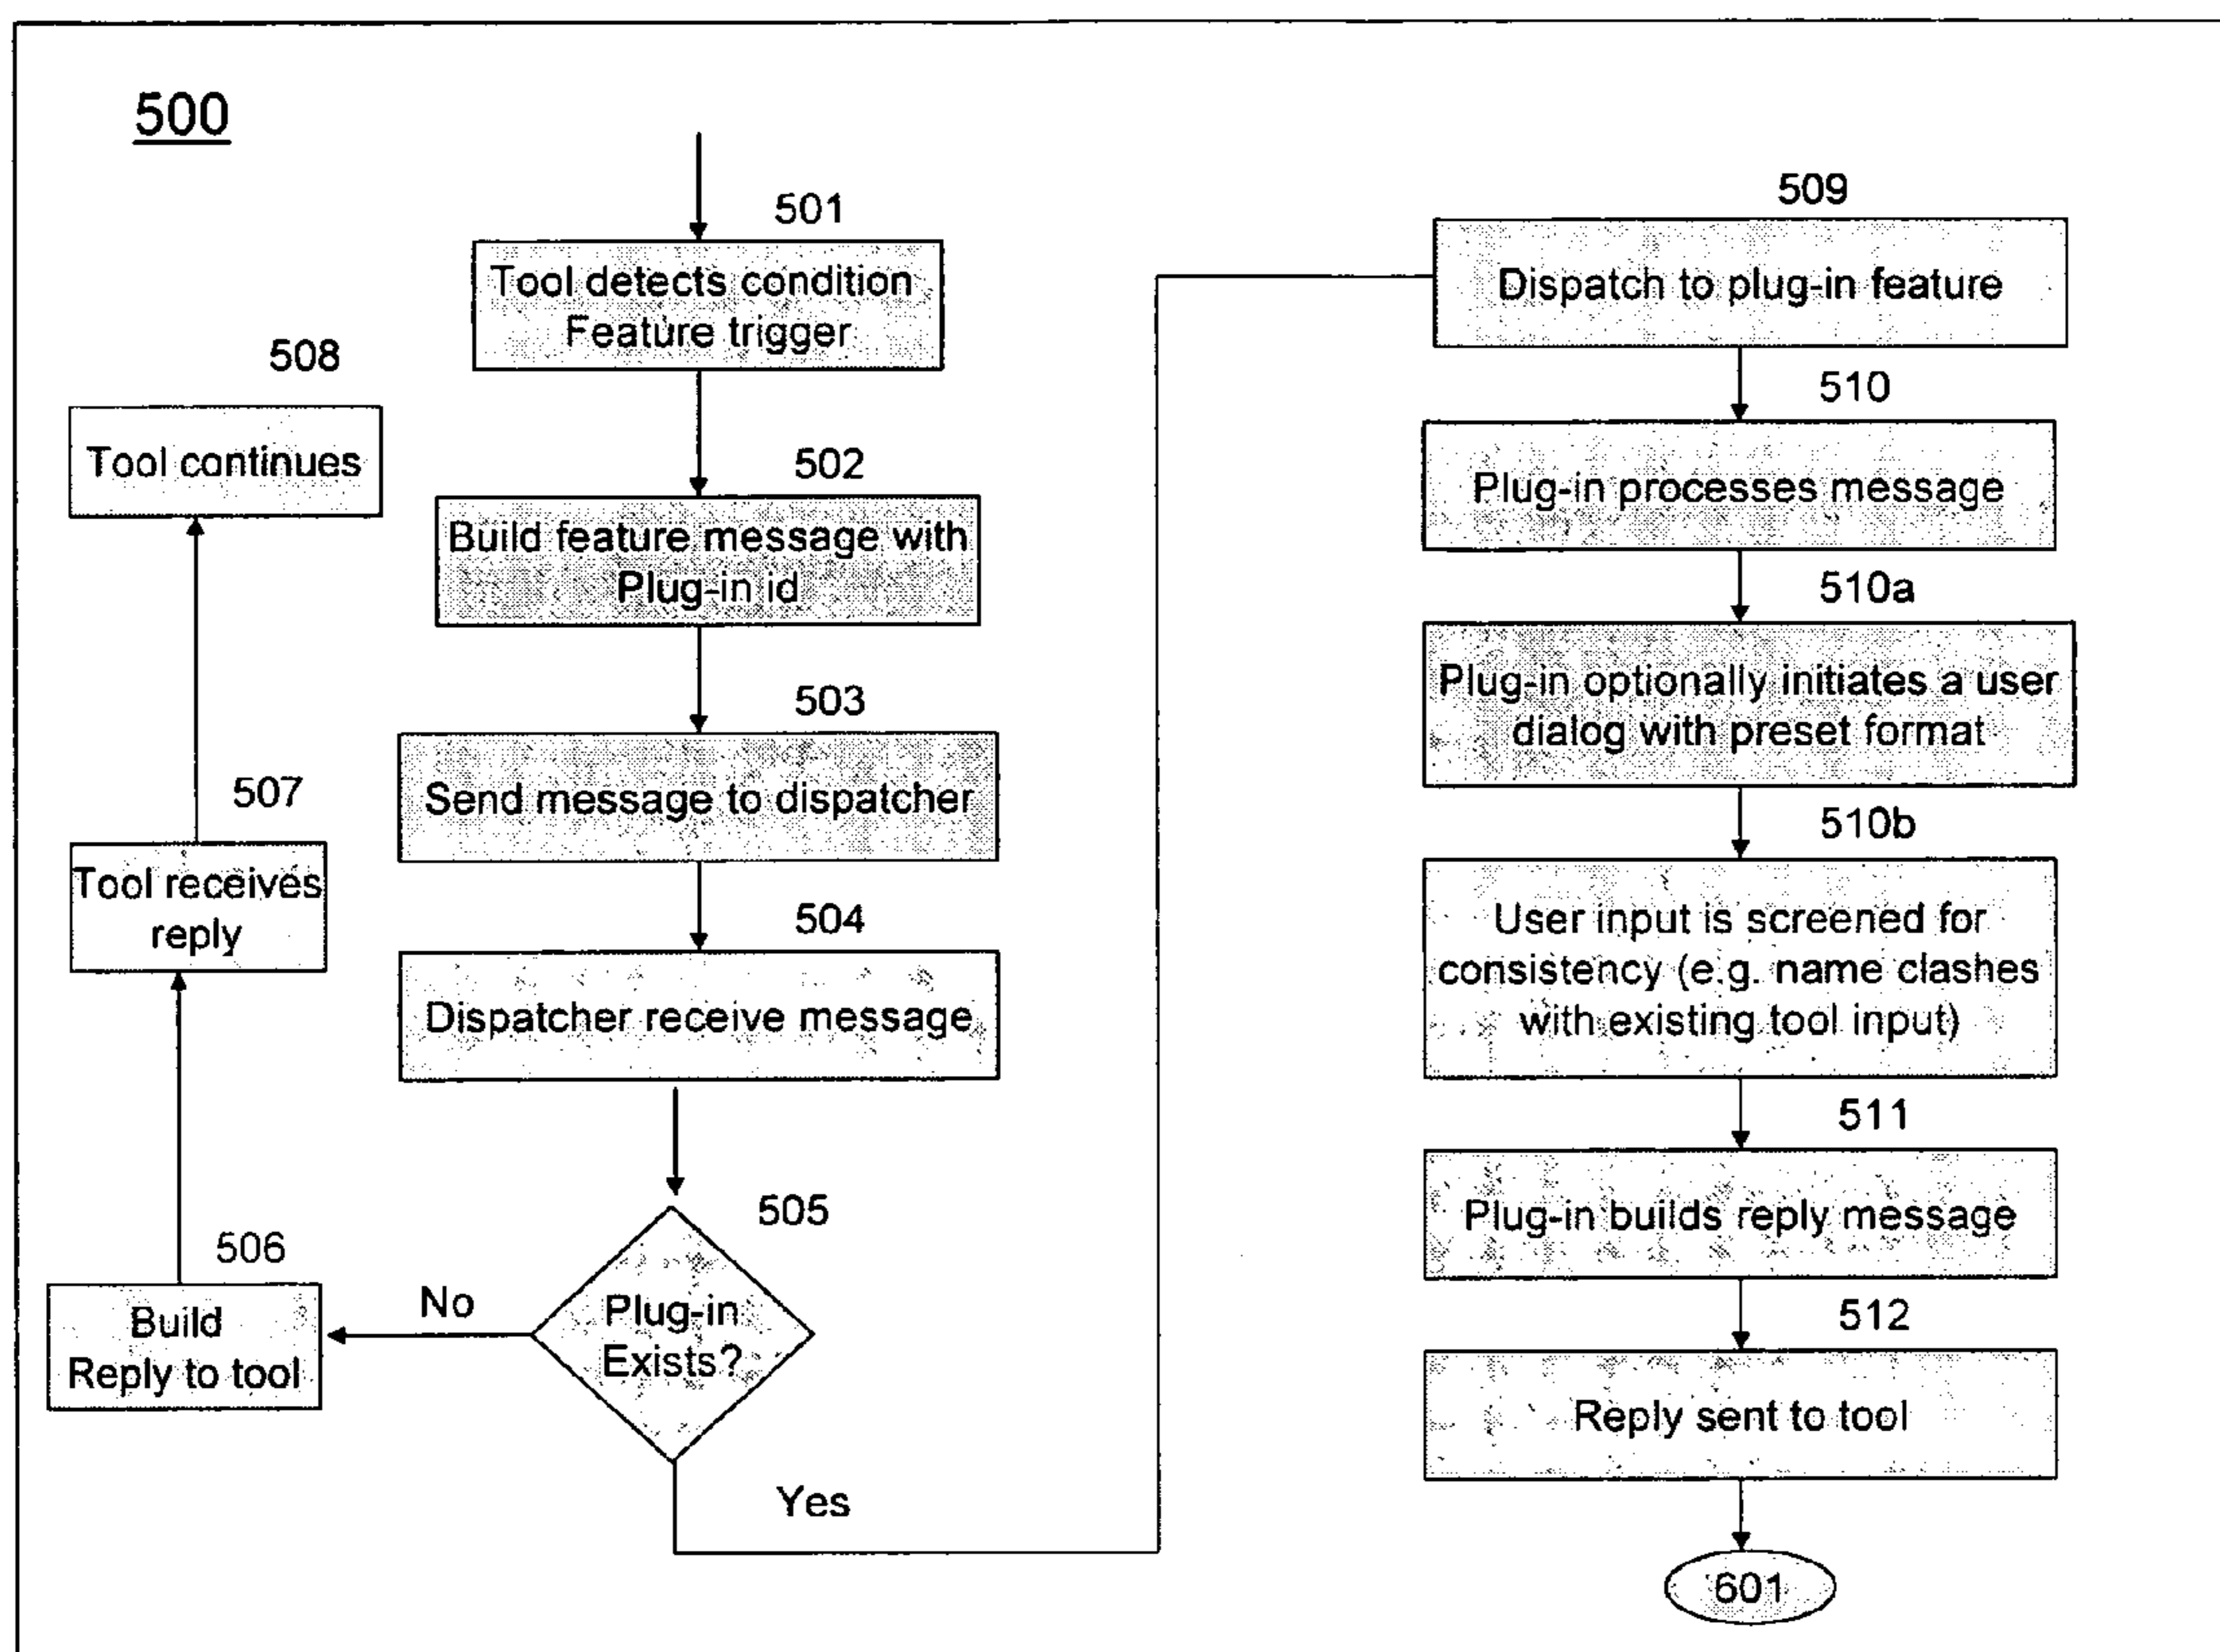 500
501
Tool detects condition
Feature trigger
502
Build feature message with
Plug-in id
503
Send message to dispatcher
504
Dispatcher receive message
505
Plug-in
Exists?
No
Yes
506
Build
Reply to tool
507
Tool receives
reply
508
Tool continues
509
Dispatch to plug-in feature
510
Plug-in processes message
510a
Plug-in optionally initiates a user
dialog with preset format
510b
User input is screened for
consistency (e.g. name clashes
with existing tool input)
511
Plug-in builds reply message
512
Reply sent to tool
601